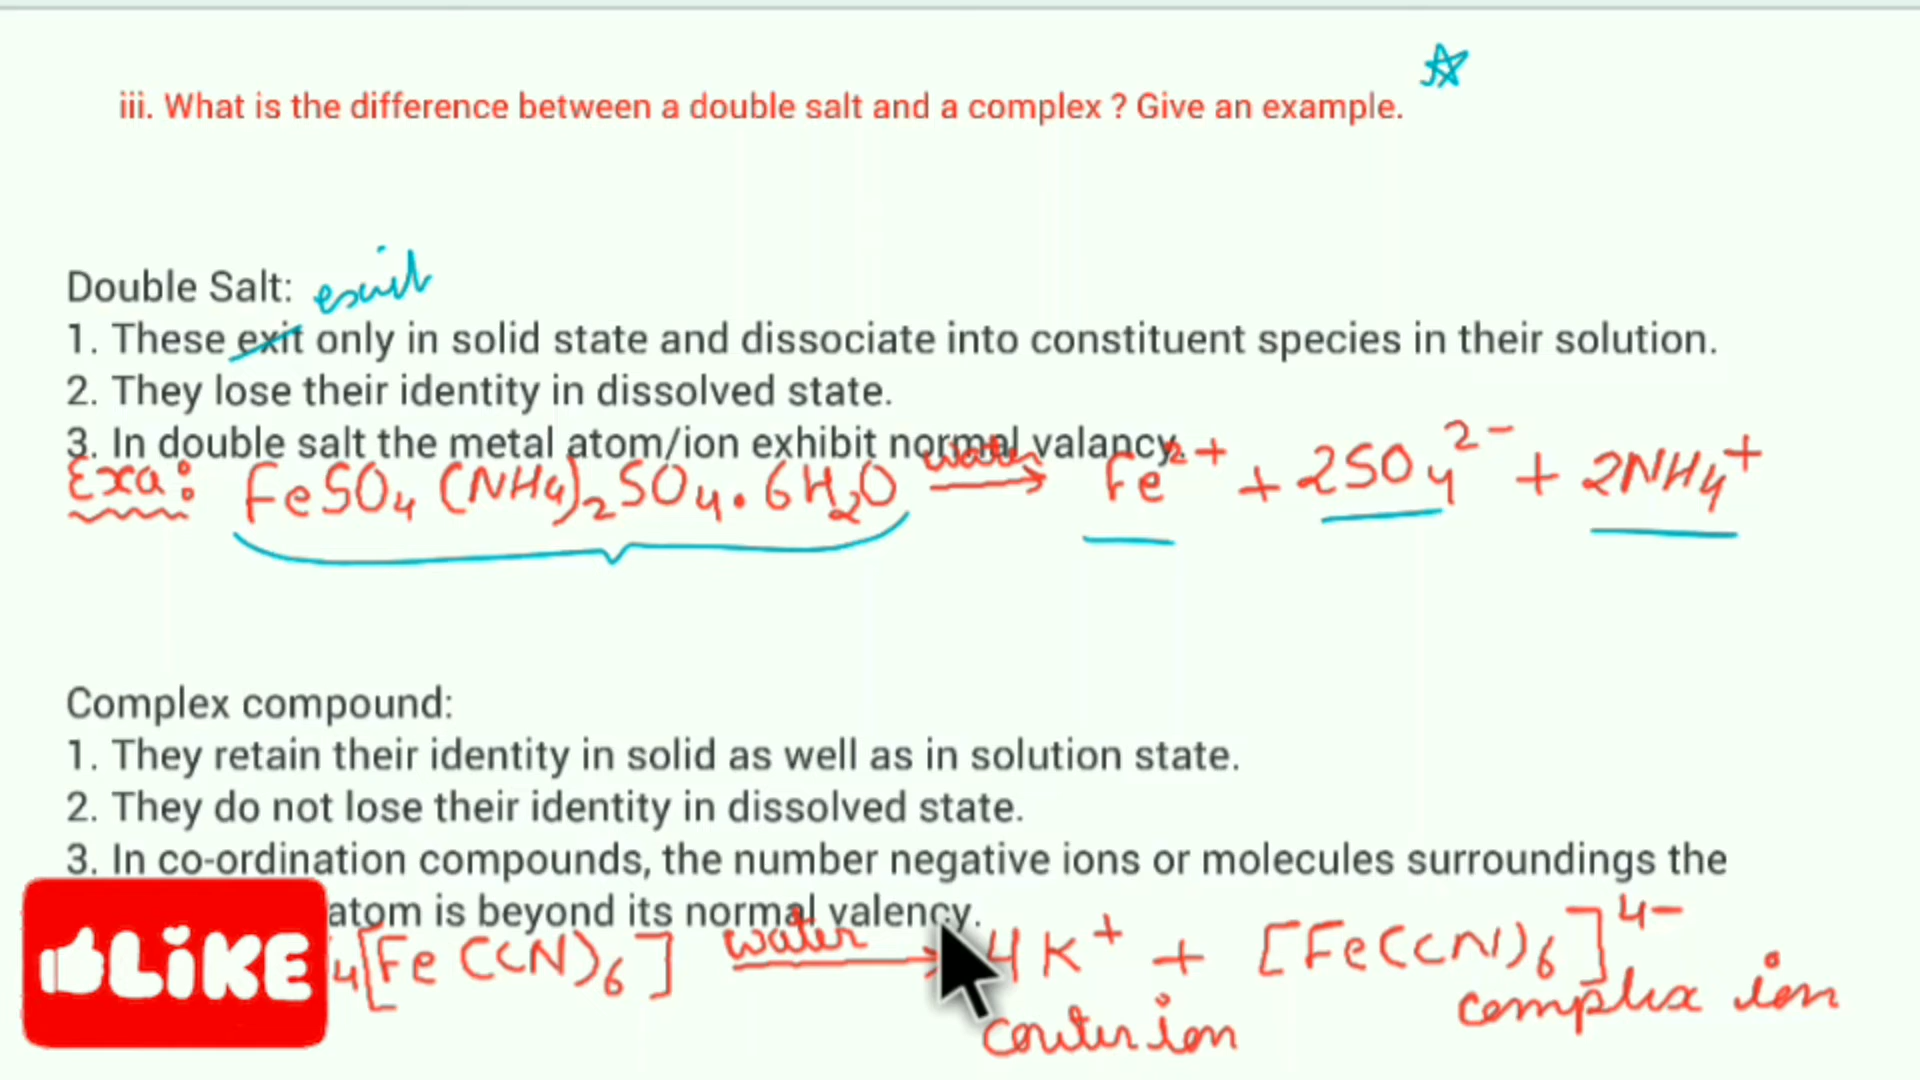 iii. What is the difference between a double salt and a complex ? Give an example.
Double Salt:
1. These exit only in solid state and dissociate into constituent species in their solution.
2. They lose their identity in dissolved state.
3. In double salt the metal atom/ion exhibit normal valancy.
Exa: FeSO₄ (NH₄)₂SO₄·6H₂O water → Fe²⁺ + 2SO₄²⁻ + 2NH₄⁺
Complex compound:
1. They retain their identity in solid as well as in solution state.
2. They do not lose their identity in dissolved state.
3. In co-ordination compounds, the number negative ions or molecules surroundings the
atom is beyond its normal valency.
₄[Fe(CN)₆] water → 4K⁺ + [Fe(CN)₆]⁴⁻
complex ion
LIKE